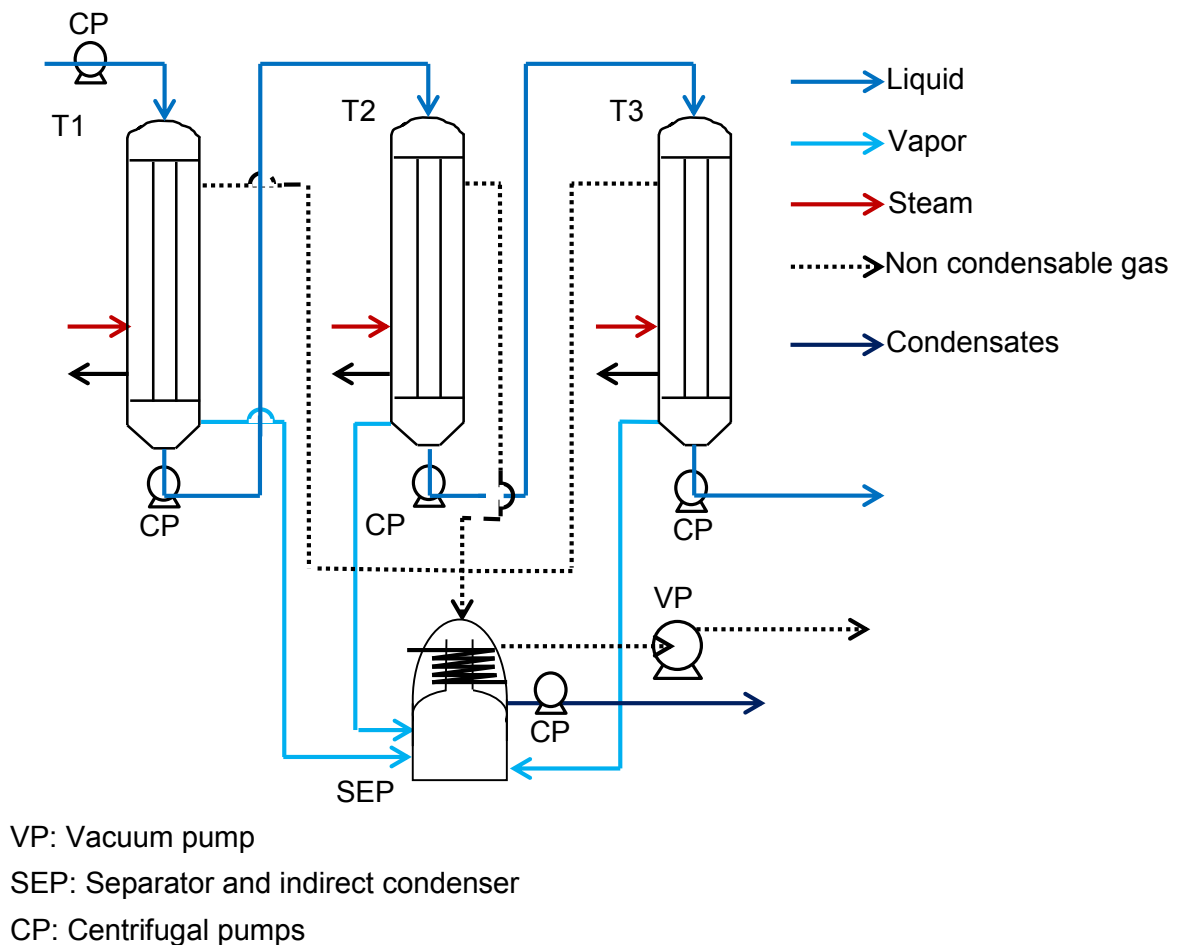 CP
T1
T2
T3
Liquid
Vapor
Steam
Non condensable gas
Condensates
CP
CP
CP
VP
CP
SEP
VP: Vacuum pump
SEP: Separator and indirect condenser
CP: Centrifugal pumps